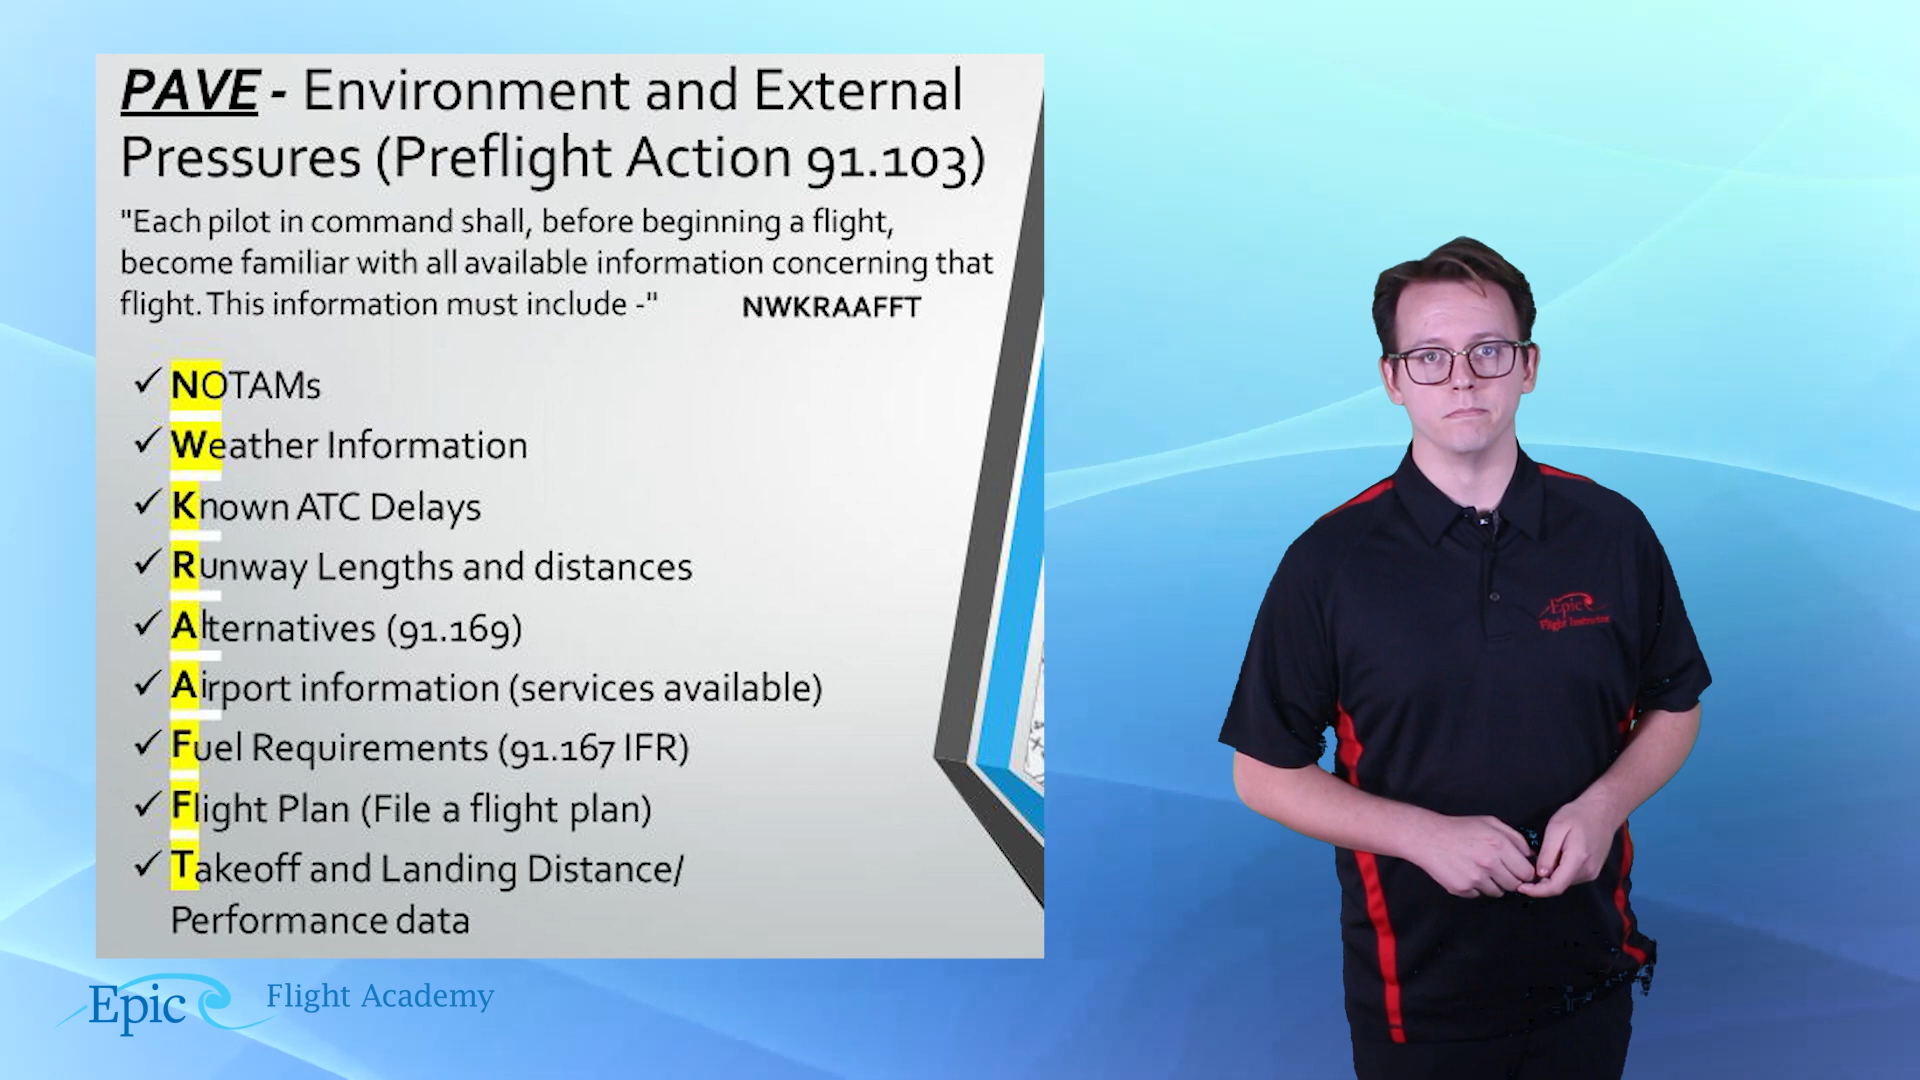 PAVE - Environment and External
Pressures (Preflight Action 91.103)
"Each pilot in command shall, before beginning a flight,
become familiar with all available information concerning that
flight. This information must include -"
NWKRAAFFT
✓ NOTAMs
✓ Weather Information
✓ Known ATC Delays
✓ Runway Lengths and distances
✓ Alternatives (91.169)
✓ Airport information (services available)
✓ Fuel Requirements (91.167 IFR)
✓ Flight Plan (File a flight plan)
✓ Takeoff and Landing Distance/
Performance data
Epic
Flight Instructor
Epic Flight Academy